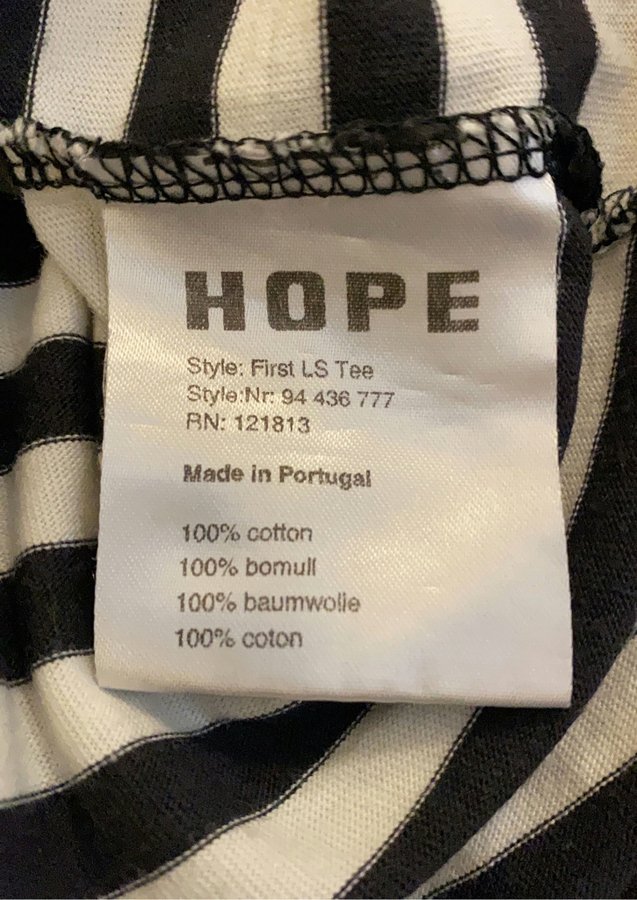 HOPE
Style: First LS Tee
Style:Nr: 94 436 777
RN: 121813
Made in Portugal
100% cotton
100% bomull
100% baumwolle
100% coton